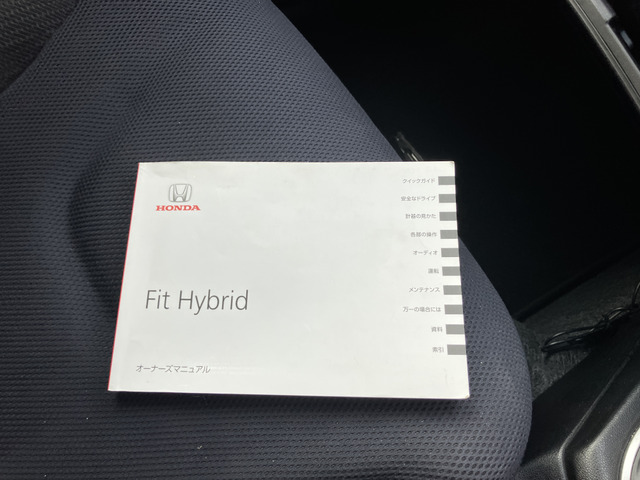 HONDA
Fit Hybrid
オーナーズマニュアル
クイックガイド
安全なドライブ
計器の見かた
各部の操作
オーディオ
運転
メンテナンス
万一の場合には
資料
索引